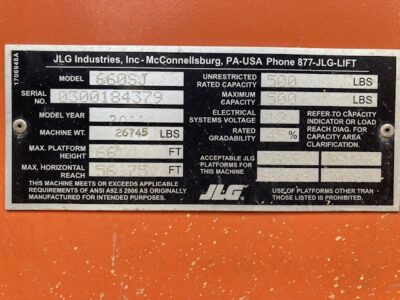 1706948A
JLG Industries, Inc - McConnellsburg, PA-USA Phone 877-JLG-LIFT
MODEL 660SJ
SERIAL NO. 0300184379
MODEL YEAR
MACHINE WT. 26745 LBS
MAX. PLATFORM HEIGHT 66 FT
MAX. HORIZONTAL REACH FT
THIS MACHINE MEETS OR EXCEEDS APPLICABLE
REQUIREMENTS OF ANSI A92.5 2006 AS ORIGINALLY
MANUFACTURED FOR INTENDED PURPOSES.
UNRESTRICTED RATED CAPACITY 500 LBS
MAXIMUM CAPACITY 500 LBS
ELECTRICAL SYSTEMS VOLTAGE
RATED GRADABILITY 45%
REFER TO CAPACITY
INDICATOR OR LOAD
REACH DIAG. FOR
CAPACITY AREA
CLARIFICATION.
ACCEPTABLE JLG PLATFORMS FOR THIS MACHINE
JLG
USE OF PLATFORMS OTHER THAN
THOSE LISTED IS PROHIBITED.